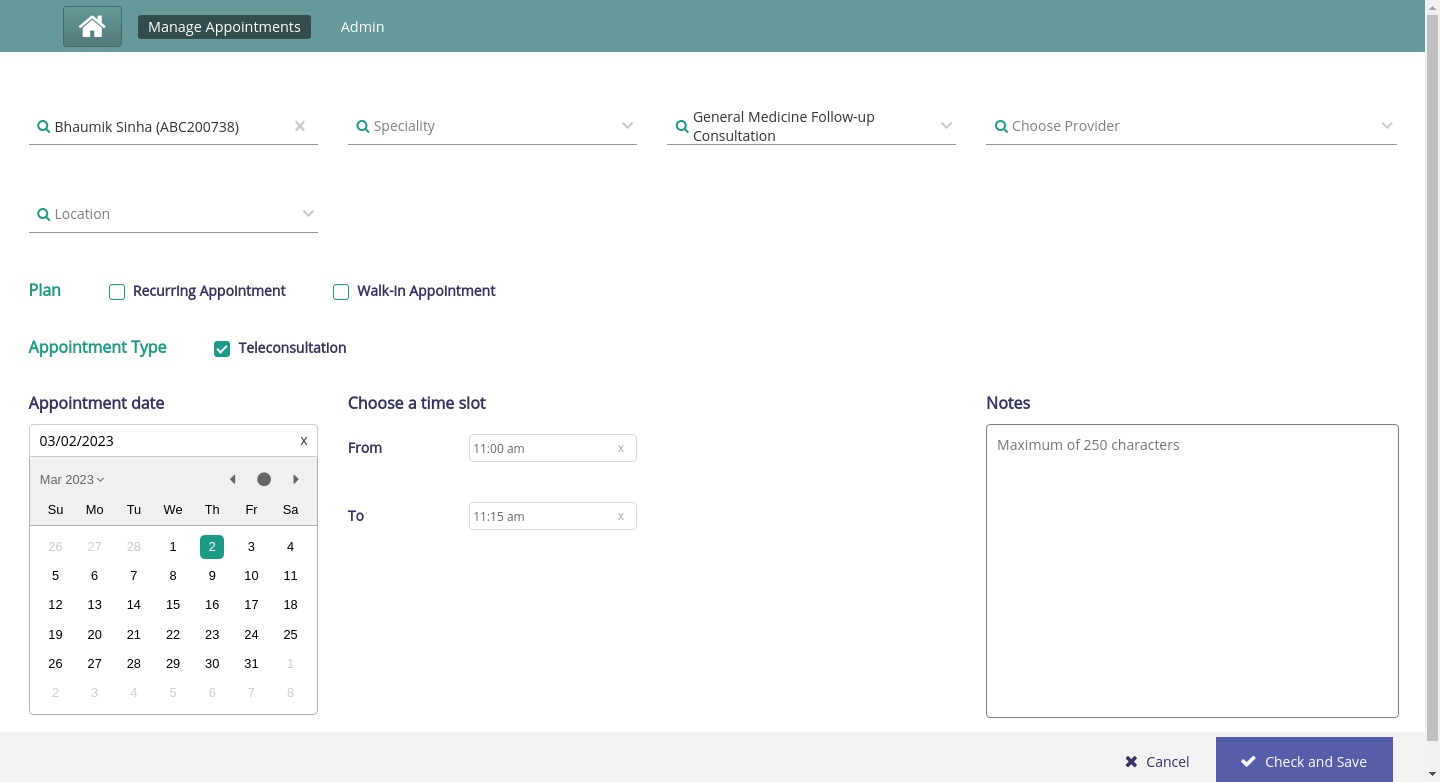 Manage Appointments Admin
Bhaumik Sinha (ABC200738) Speciality General Medicine Follow-up Consultation Choose Provider
Location
Plan Recurring Appointment Walk-in Appointment
Appointment Type Teleconsultation
Appointment date Choose a time slot Notes
03/02/2023 x
From 11:00 am x
Maximum of 250 characters
Mar 2023
Su Mo Tu We Th Fr Sa
To 11:15 am x
26 27 28 1 2 3 4
5 6 7 8 9 10 11
12 13 14 15 16 17 18
19 20 21 22 23 24 25
26 27 28 29 30 31 1
2 3 4 5 6 7 8
Cancel Check and Save